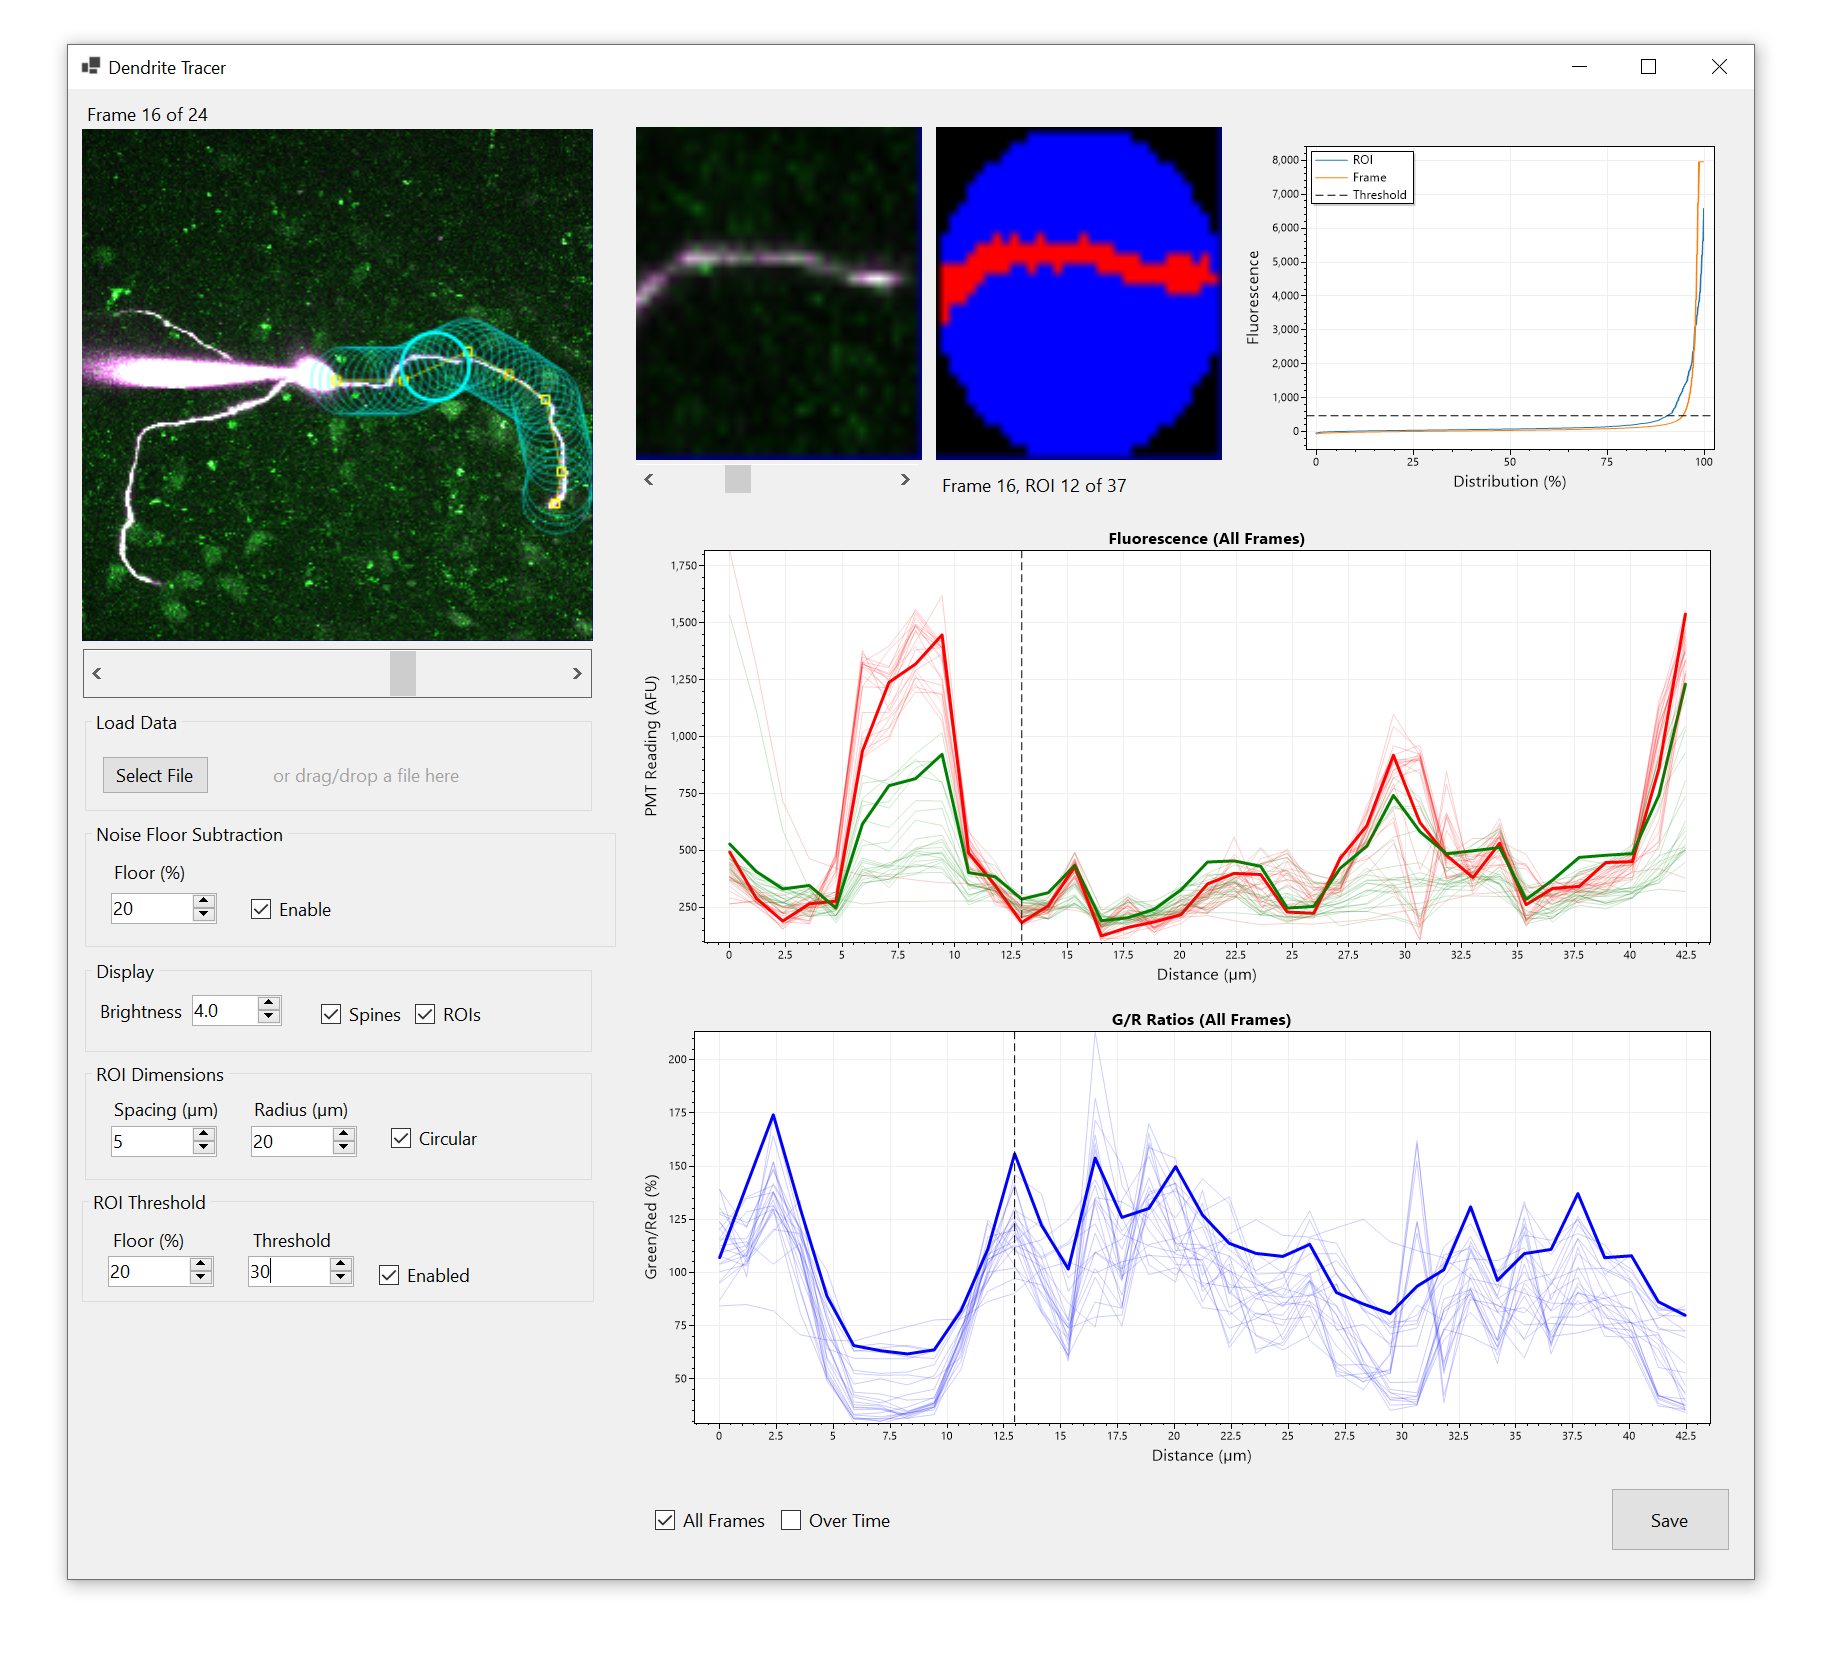 Dendrite Tracer
Frame 16 of 24
Load Data
Select File
or drag/drop a file here
Noise Floor Subtraction
Floor (%)
20
Enable
Display
Brightness
4.0
Spines
ROIs
ROI Dimensions
Spacing (µm)
Radius (µm)
5
20
Circular
ROI Threshold
Floor (%)
Threshold
20
30
Enabled
Frame 16, ROI 12 of 37
ROI
Frame
Threshold
Fluorescence
8,000
7,000
6,000
5,000
4,000
3,000
2,000
1,000
0
0 25 50 75 100
Distribution (%)
Fluorescence (All Frames)
PMT Reading (AFU)
1,750
1,500
1,250
1,000
750
500
250
0 2.5 5 7.5 10 12.5 15 17.5 20 22.5 25 27.5 30 32.5 35 37.5 40 42.5
Distance (µm)
G/R Ratios (All Frames)
Green/Red (%)
200
175
150
125
100
75
50
0 2.5 5 7.5 10 12.5 15 17.5 20 22.5 25 27.5 30 32.5 35 37.5 40 42.5
Distance (µm)
All Frames
Over Time
Save